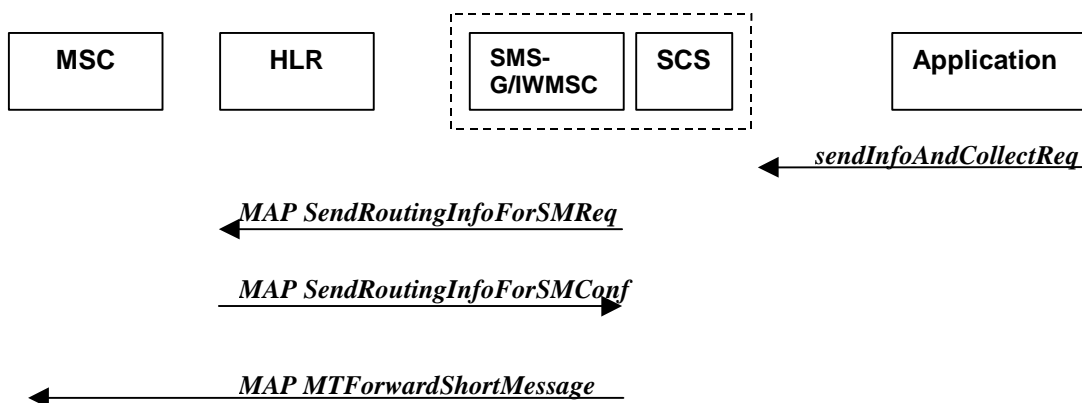 MSC
HLR
SMS-
G/IWMSC
SCS
Application
sendInfoAndCollectReq
MAP SendRoutingInfoForSMReq
MAP SendRoutingInfoForSMConf
MAP MTForwardShortMessage